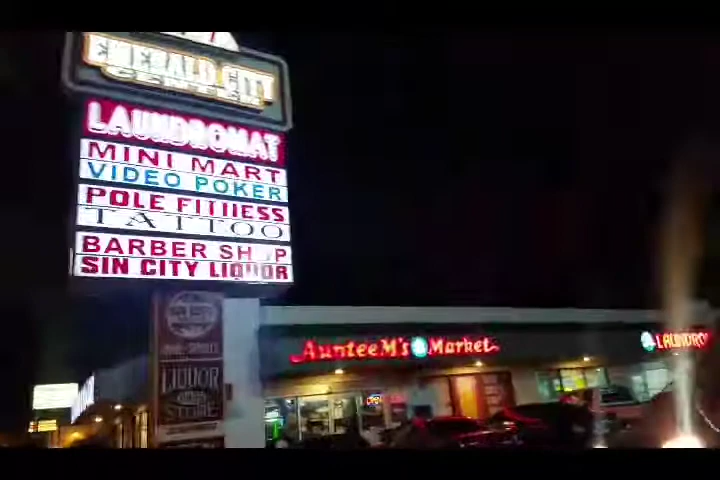 EMERALD CITY
CENTER
LAUNDROMAT
MINI MART
VIDEO POKER
POLE FITNESS
TATTOO
BARBER SHOP
SIN CITY LIQUOR
LIQUOR
STORE
AunteeM's Market
LAUNDRO